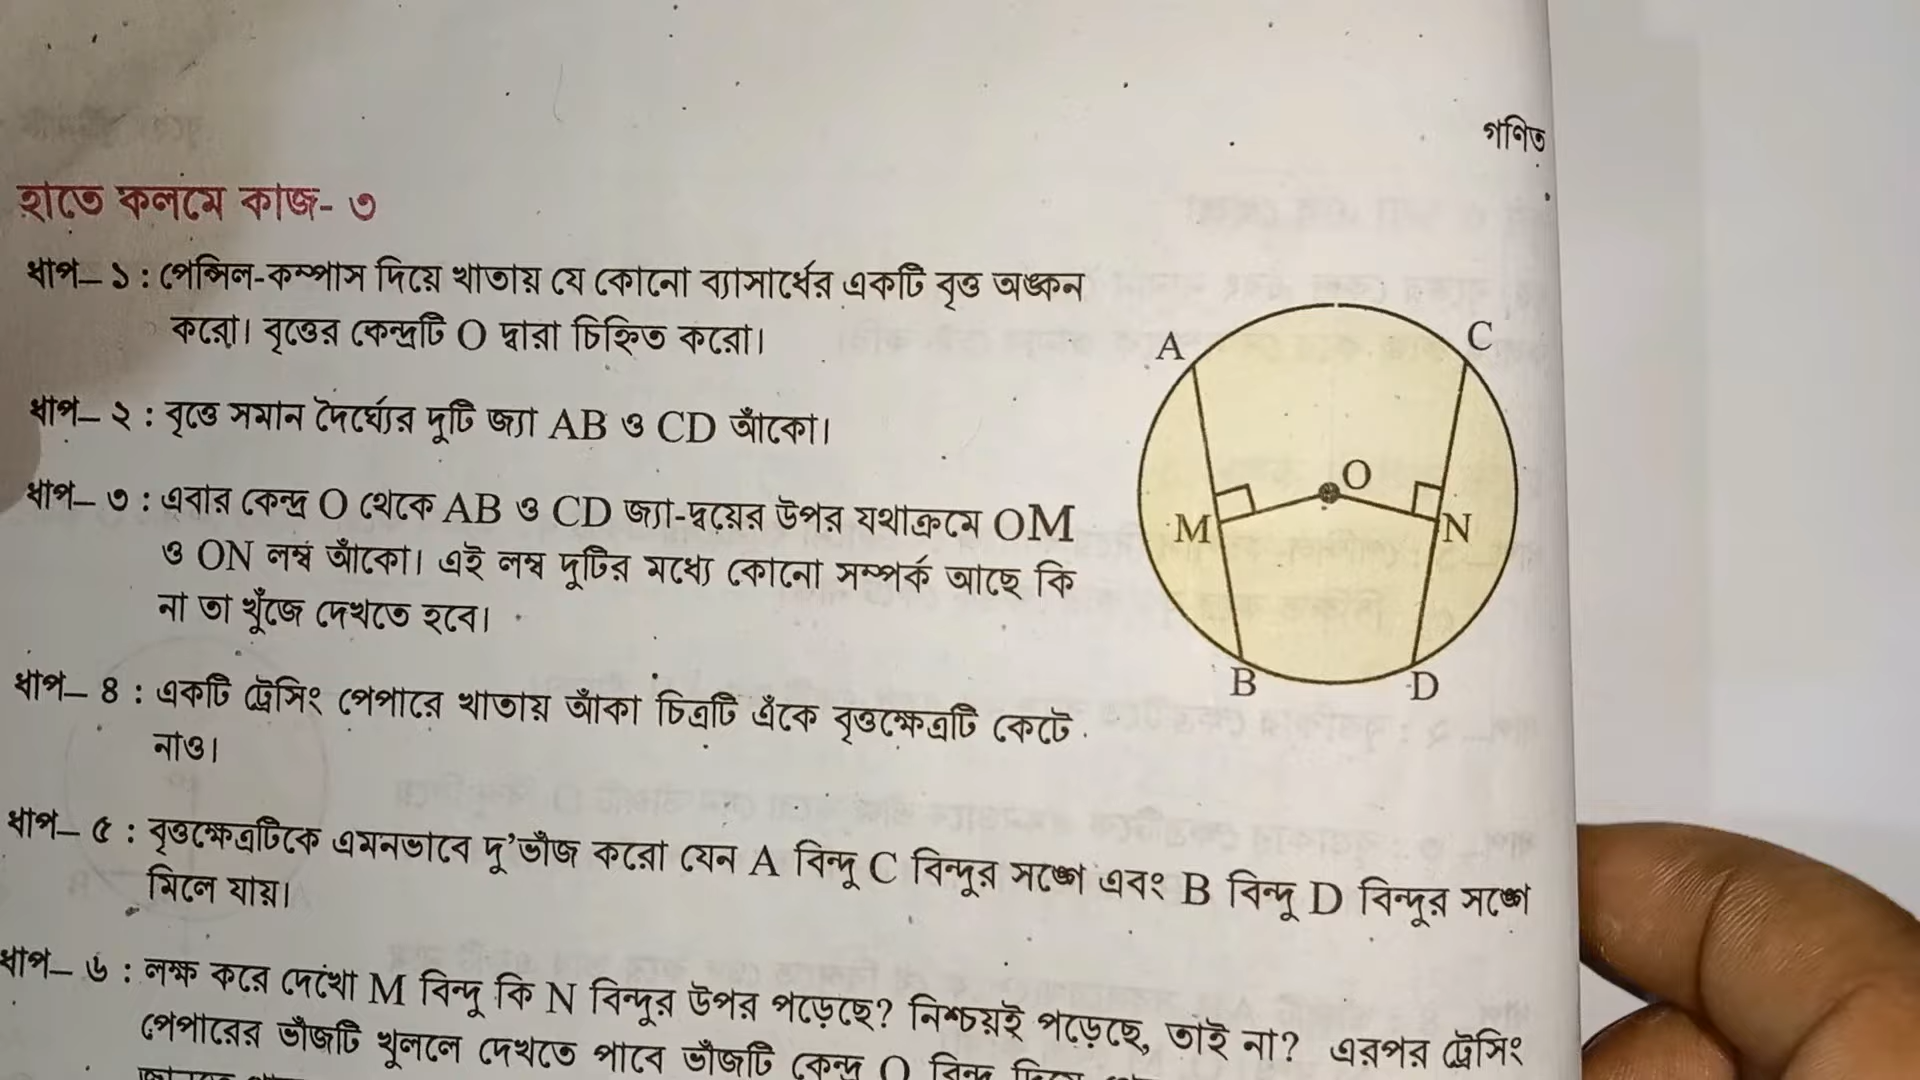 গণিত
হাতে কলমে কাজ- ৩
ধাপ– ১ : পেন্সিল-কম্পাস দিয়ে খাতায় যে কোনো ব্যাসার্ধের একটি বৃত্ত অঙ্কন
করো। বৃত্তের কেন্দ্রটি O দ্বারা চিহ্নিত করো।
ধাপ– ২ : বৃত্তে সমান দৈর্ঘ্যের দুটি জ্যা AB ও CD আঁকো।
ধাপ– ৩ : এবার কেন্দ্র O থেকে AB ও CD জ্যা-দ্বয়ের উপর যথাক্রমে OM
ও ON লম্ব আঁকো। এই লম্ব দুটির মধ্যে কোনো সম্পর্ক আছে কি
না তা খুঁজে দেখতে হবে।
A
C
O
M
N
B
D
ধাপ– ৪ : একটি ট্রেসিং পেপারে খাতায় আঁকা চিত্রটি এঁকে বৃত্তক্ষেত্রটি কেটে
নাও।
ধাপ– ৫ : বৃত্তক্ষেত্রটিকে এমনভাবে দু'ভাঁজ করো যেন A বিন্দু C বিন্দুর সঙ্গে এবং B বিন্দু D বিন্দুর সঙ্গে
মিলে যায়।
ধাপ– ৬ : লক্ষ করে দেখো M বিন্দু কি N বিন্দুর উপর পড়েছে? নিশ্চয়ই পড়েছে, তাই না? এরপর ট্রেসিং
পেপারের ভাঁজটি খুললে দেখতে পাবে ভাঁজটি কেন্দ্র O বিন্দু দিয়ে